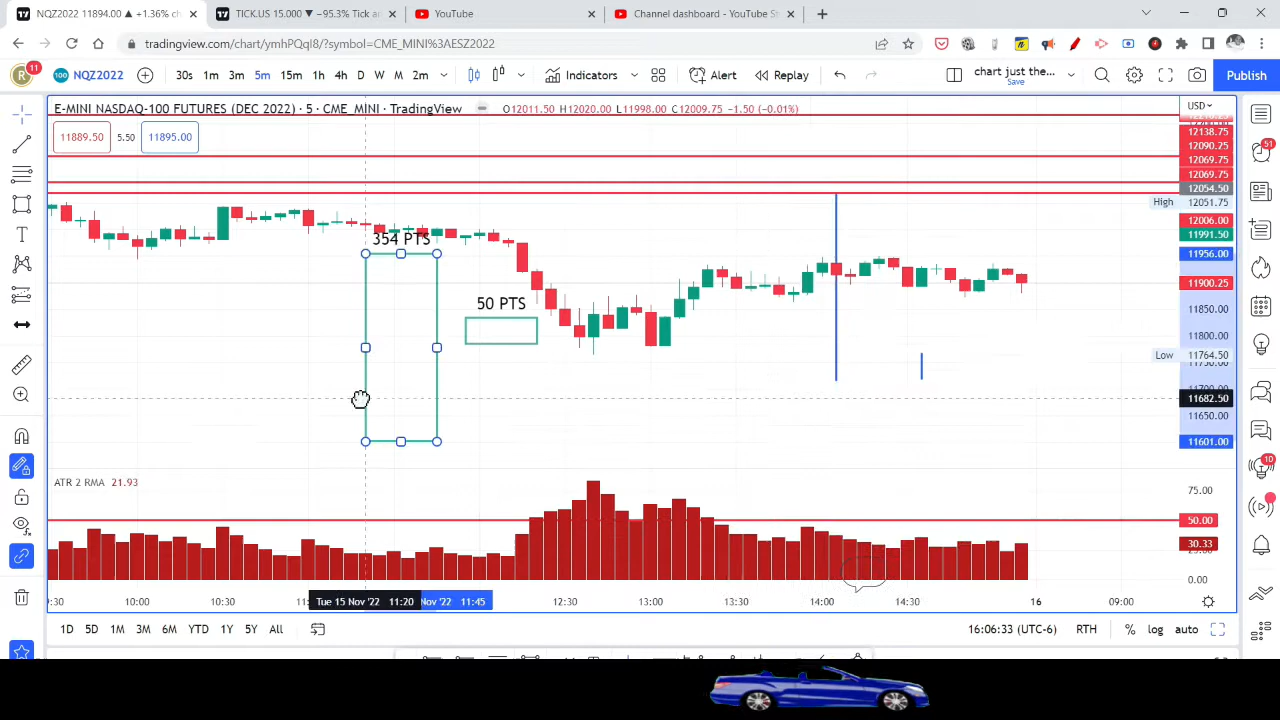 NQZ2022 11894.00 ▲ +1.36% ch
TICK.US 15.000 ▼ −95.3% Tick ar
YouTube
Channel dashboard - YouTube St
tradingview.com/chart/ymhPQqI8/?symbol=CME_MINI%3AESZ2022
R 11
100 NQZ2022
30s 1m 3m 5m 15m 1h 4h D W M 2m
Indicators
Alert
Replay
chart just the...
Save
Publish
E-MINI NASDAQ-100 FUTURES (DEC 2022) · 5 · CME_MINI · TradingView
O12011.50 H12020.00 L11998.00 C12009.75 −1.50 (−0.01%)
USD
11889.50 5.50 11895.00
12138.75
12090.25
12069.75
12069.75
12054.50
High 12051.75
12006.00
11991.50
11956.00
354 PTS
11900.25
50 PTS
11850.00
11800.00
Low 11764.50
11750.00
11682.50
11650.00
11601.00
51
10
ATR 2 RMA 21.93
75.00
50.00
30.33
0.00
10:00 10:30 Tue 15 Nov '22 11:20 Nov '22 11:45 12:30 13:00 13:30 14:00 14:30 16 09:00
1D 5D 1M 3M 6M YTD 1Y 5Y All
16:06:33 (UTC-6) RTH % log auto